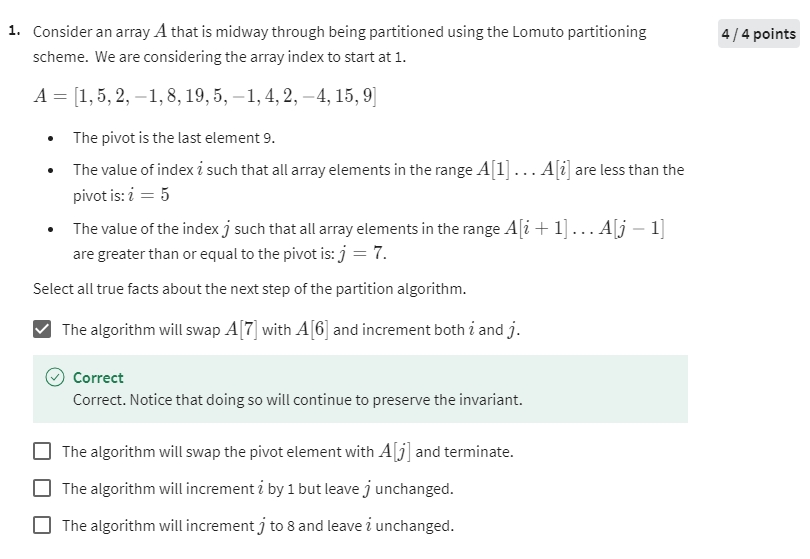 1. Consider an array A that is midway through being partitioned using the Lomuto partitioning
4 / 4 points
scheme. We are considering the array index to start at 1.
A = [1, 5, 2, −1, 8, 19, 5, −1, 4, 2, −4, 15, 9]
• The pivot is the last element 9.
• The value of index i such that all array elements in the range A[1] . . . A[i] are less than the
pivot is: i = 5
• The value of the index j such that all array elements in the range A[i + 1] . . . A[j − 1]
are greater than or equal to the pivot is: j = 7.
Select all true facts about the next step of the partition algorithm.
The algorithm will swap A[7] with A[6] and increment both i and j.
Correct
Correct. Notice that doing so will continue to preserve the invariant.
The algorithm will swap the pivot element with A[j] and terminate.
The algorithm will increment i by 1 but leave j unchanged.
The algorithm will increment j to 8 and leave i unchanged.